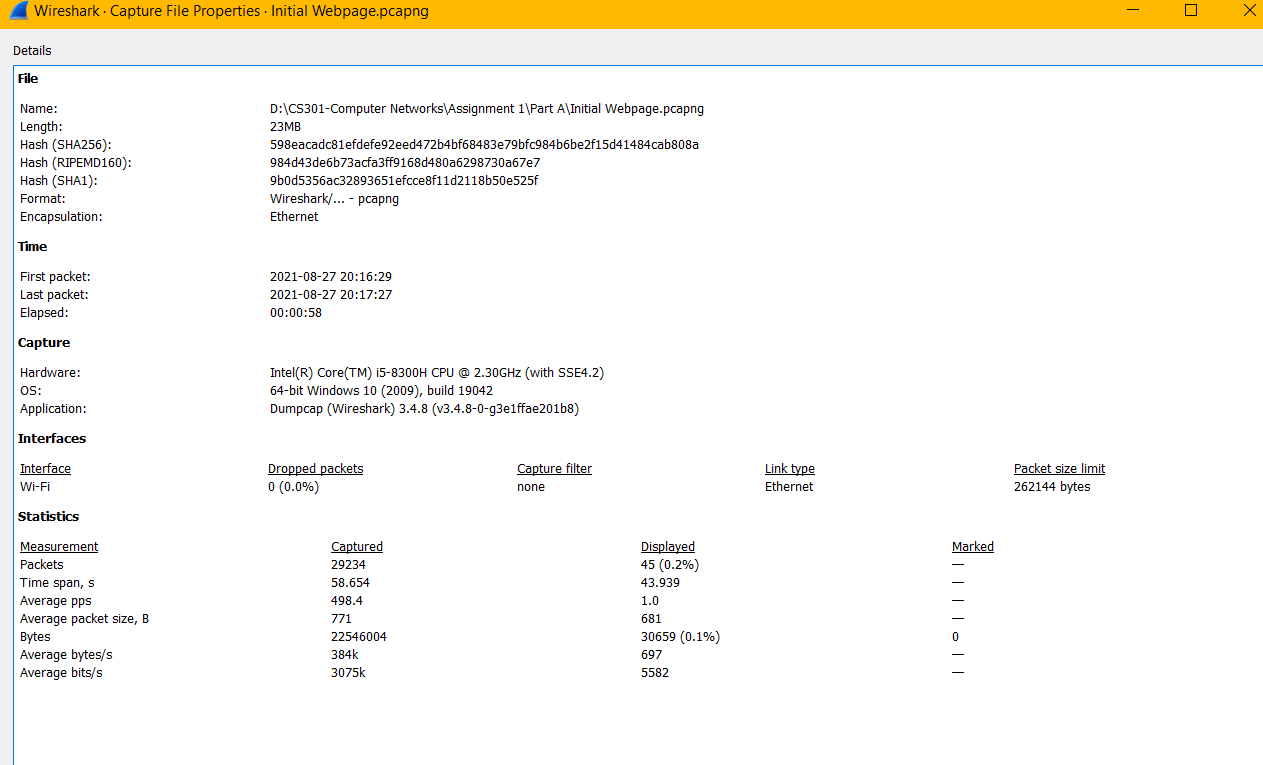 Wireshark · Capture File Properties · Initial Webpage.pcapng
Details
File
Name: D:\CS301-Computer Networks\Assignment 1\Part A\Initial Webpage.pcapng
Length: 23MB
Hash (SHA256): 598eacadc81efdefe92eed472b4bf68483e79bfc984b6be2f15d41484cab808a
Hash (RIPEMD160): 984d43de6b73acfa3ff9168d480a6298730a67e7
Hash (SHA1): 9b0d5356ac32893651efcce8f11d2118b50e525f
Format: Wireshark/... - pcapng
Encapsulation: Ethernet
Time
First packet: 2021-08-27 20:16:29
Last packet: 2021-08-27 20:17:27
Elapsed: 00:00:58
Capture
Hardware: Intel(R) Core(TM) i5-8300H CPU @ 2.30GHz (with SSE4.2)
OS: 64-bit Windows 10 (2009), build 19042
Application: Dumpcap (Wireshark) 3.4.8 (v3.4.8-0-g3e1ffae201b8)
Interfaces
Interface Dropped packets Capture filter Link type Packet size limit
Wi-Fi 0 (0.0%) none Ethernet 262144 bytes
Statistics
Measurement Captured Displayed Marked
Packets 29234 45 (0.2%) —
Time span, s 58.654 43.939 —
Average pps 498.4 1.0 —
Average packet size, B 771 681 —
Bytes 22546004 30659 (0.1%) 0
Average bytes/s 384k 697 —
Average bits/s 3075k 5582 —